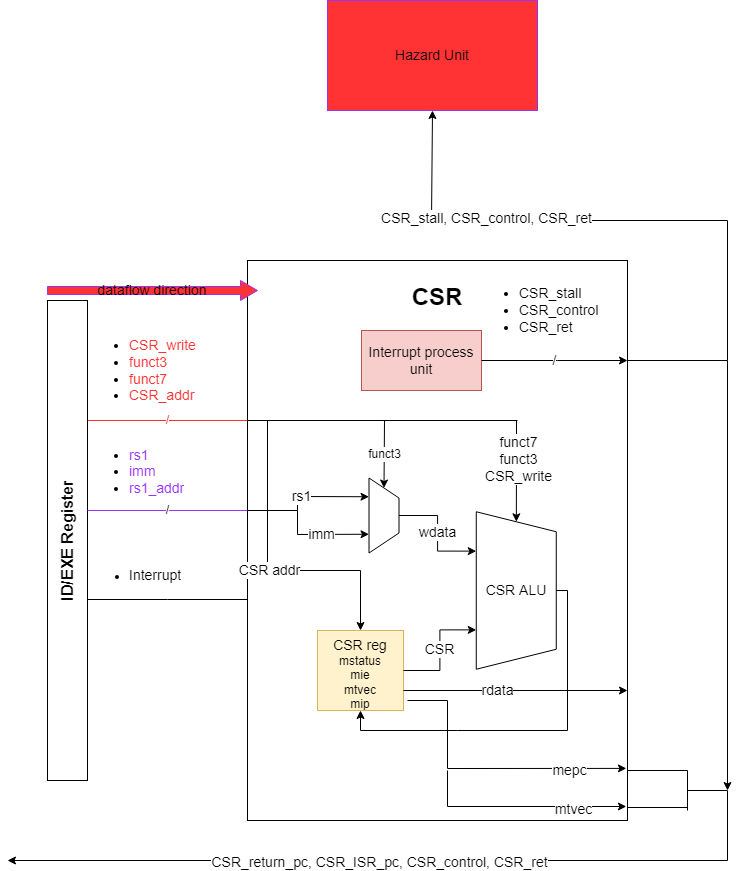 Hazard Unit
CSR_stall, CSR_control, CSR_ret
dataflow direction
CSR
CSR_stall
CSR_control
CSR_ret
Interrupt process
unit
CSR_write
funct3
funct7
CSR_addr
rs1
imm
rs1_addr
Interrupt
ID/EXE Register
funct3
funct7
funct3
CSR_write
rs1
imm
wdata
CSR addr
CSR ALU
CSR reg
mstatus
mie
mtvec
mip
CSR
rdata
mepc
mtvec
CSR_return_pc, CSR_ISR_pc, CSR_control, CSR_ret